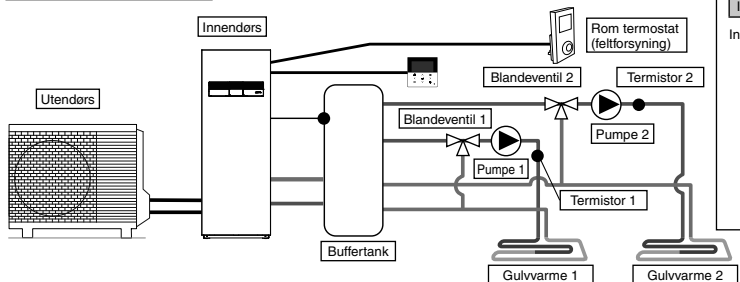 Innendørs
Rom termostat
(feltforsyning)
Utendørs
Blandeventil 2
Termistor 2
Blandeventil 1
Pumpe 2
Pumpe 1
Termistor 1
Buffertank
Gulvvarme 1
Gulvvarme 2